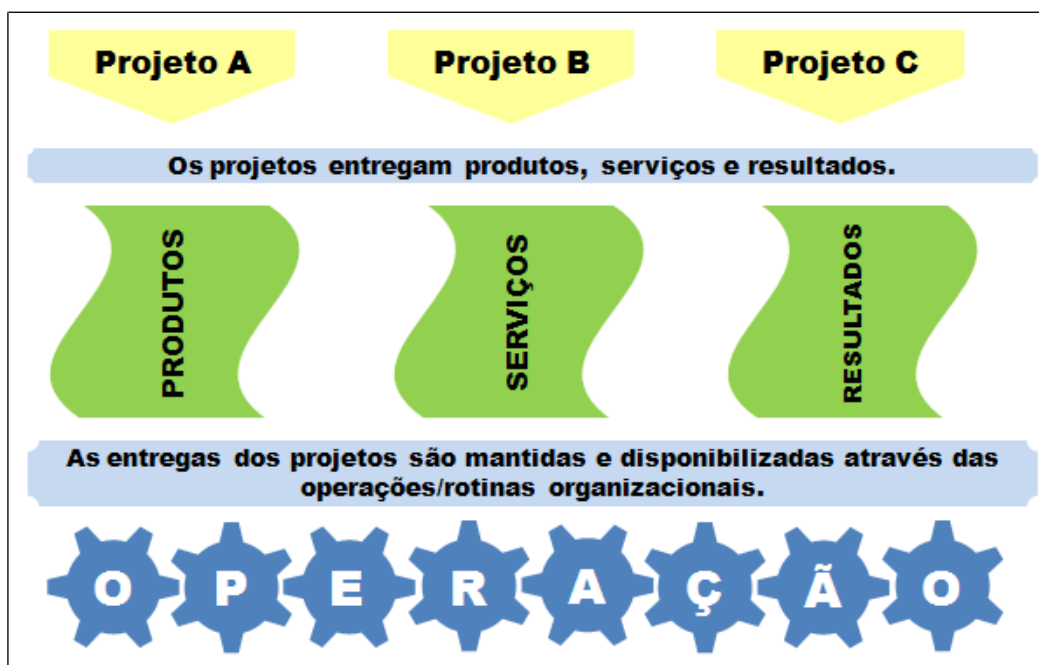 Projeto A
Projeto B
Projeto C
Os projetos entregam produtos, serviços e resultados.
PRODUTOS
SERVIÇOS
RESULTADOS
As entregas dos projetos são mantidas e disponibilizadas através das
operações/rotinas organizacionais.
OPERAÇÃO